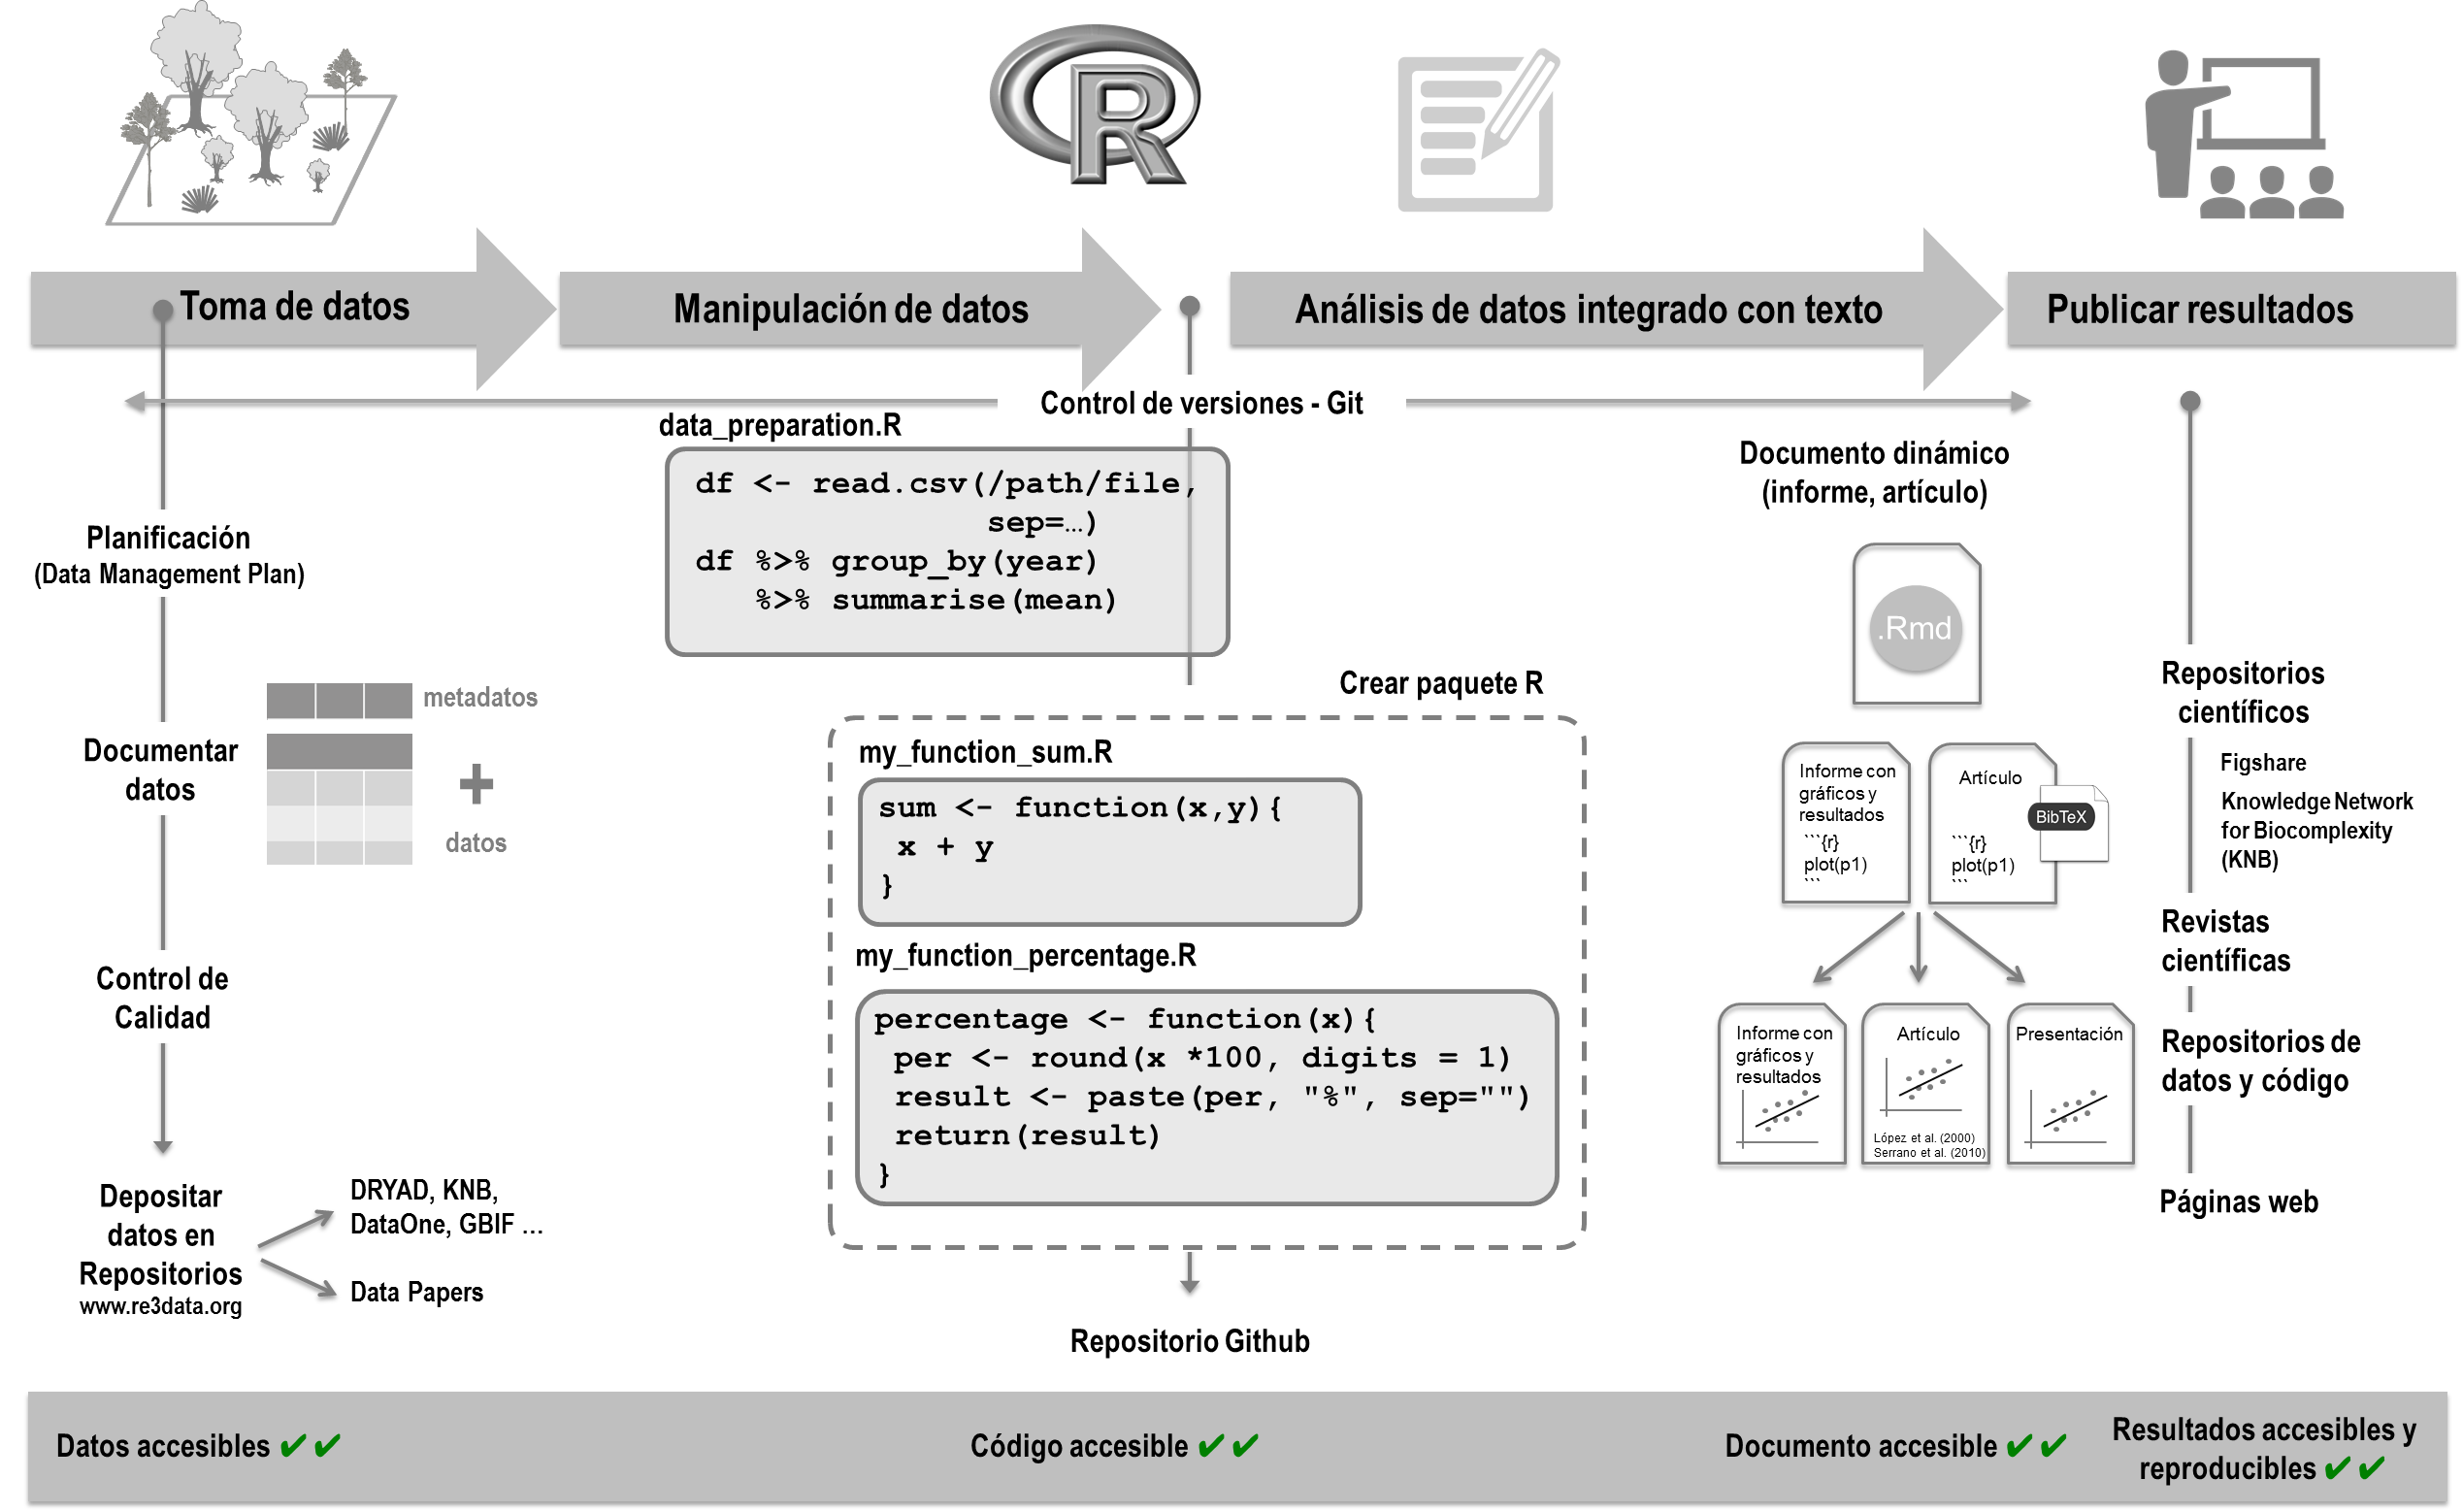 R
Toma de datos
Manipulación de datos
Análisis de datos integrado con texto
Publicar resultados
Control de versiones - Git
Planificación
(Data Management Plan)
Documentar
datos
metadatos
+
datos
Control de
Calidad
Depositar
datos en
Repositorios
www.re3data.org
DRYAD, KNB,
DataOne, GBIF ...
Data Papers
data_preparation.R
df <- read.csv(/path/file,
sep=…)
df %>% group_by(year)
%>% summarise(mean)
Crear paquete R
my_function_sum.R
sum <- function(x,y){
x + y
}
my_function_percentage.R
percentage <- function(x){
per <- round(x *100, digits = 1)
result <- paste(per, "%", sep="")
return(result)
}
Repositorio Github
Documento dinámico
(informe, artículo)
.Rmd
Informe con
gráficos y
resultados
```{r}
plot(p1)
```
Artículo
```{r}
plot(p1)
```
BibTeX
Informe con
gráficos y
resultados
Artículo
López et al. (2000)
Serrano et al. (2010)
Presentación
Repositorios
científicos
Figshare
Knowledge Network
for Biocomplexity
(KNB)
Revistas
científicas
Repositorios de
datos y código
Páginas web
Datos accesibles ✔✔
Código accesible ✔✔
Documento accesible ✔✔
Resultados accesibles y
reproducibles ✔✔